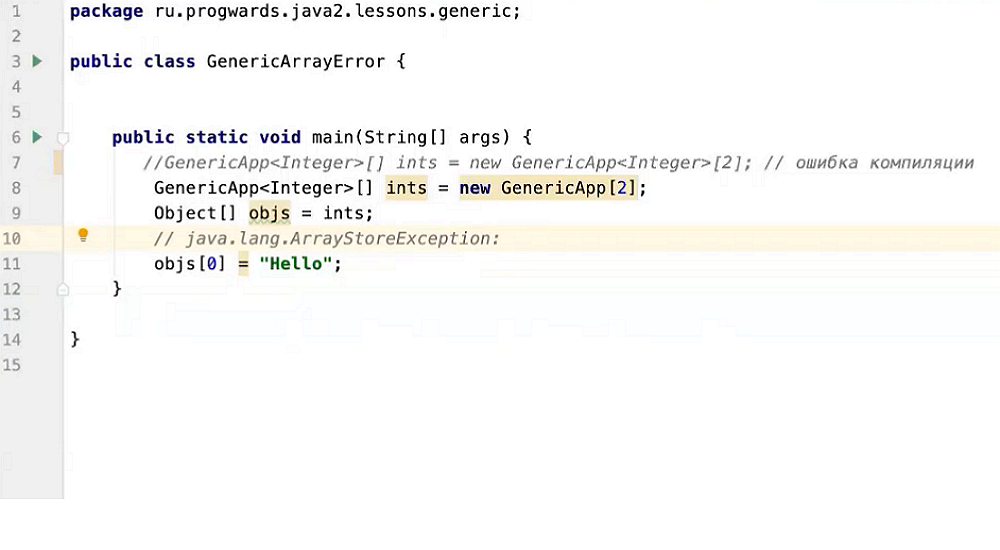 1 package ru.progwards.java2.lessons.generic;
2
3 public class GenericArrayError {
4
5
6 public static void main(String[] args) {
7 //GenericApp<Integer>[] ints = new GenericApp<Integer>[2]; // ошибка компиляции
8 GenericApp<Integer>[] ints = new GenericApp[2];
9 Object[] objs = ints;
10 // java.lang.ArrayStoreException:
11 objs[0] = "Hello";
12 }
13
14 }
15